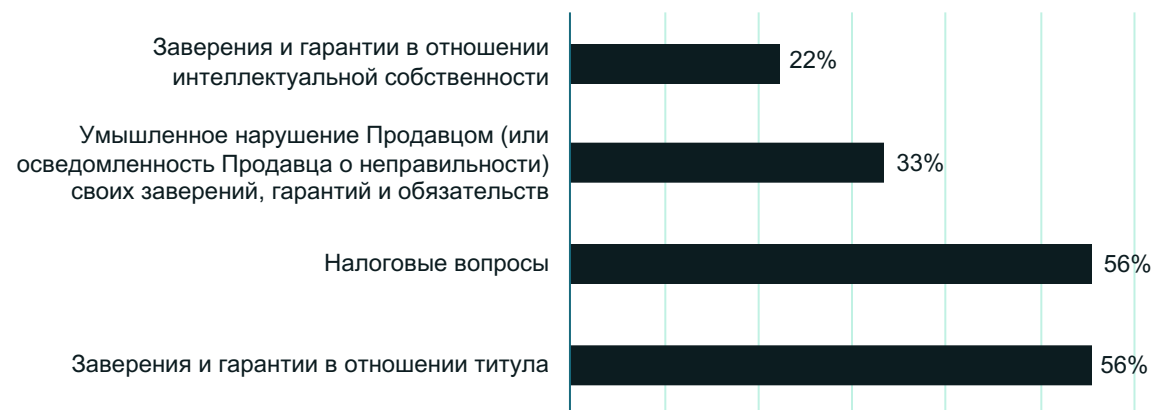 Заверения и гарантии в отношении
интеллектуальной собственности
22%
Умышленное нарушение Продавцом (или
осведомленность Продавца о неправильности)
своих заверений, гарантий и обязательств
33%
Налоговые вопросы
56%
Заверения и гарантии в отношении титула
56%